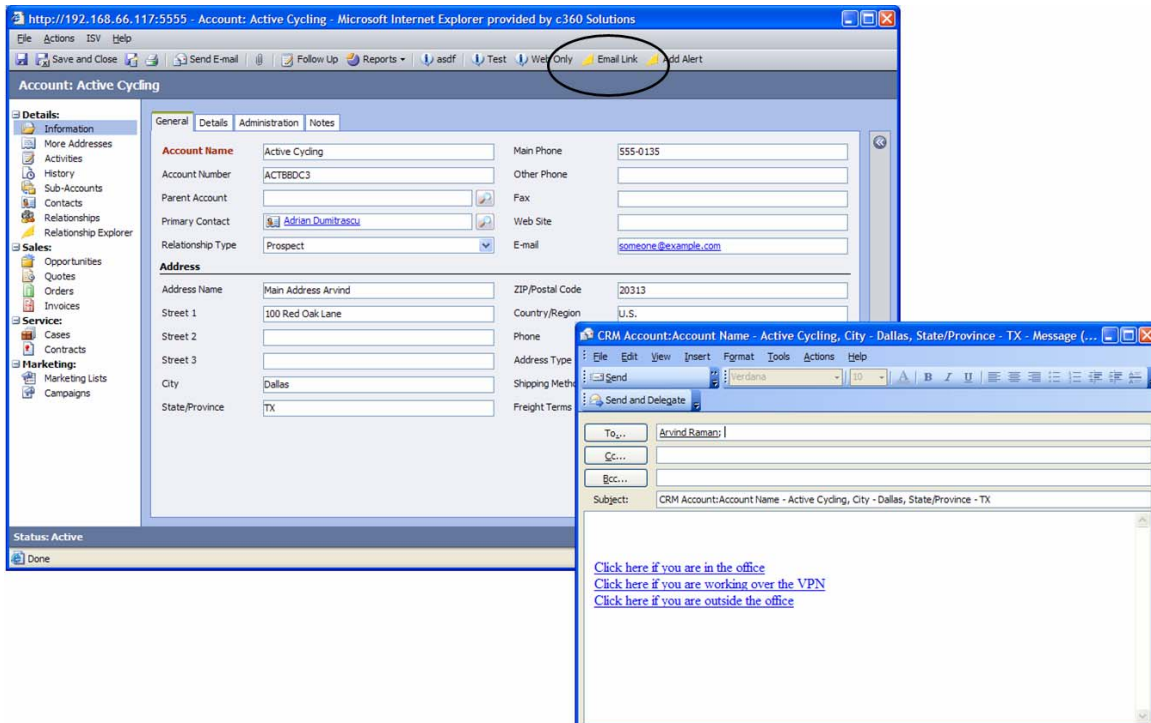 http://192.168.66.117:5555 - Account: Active Cycling - Microsoft Internet Explorer provided by c360 Solutions
File Actions ISV Help
Save and Close Send E-mail Follow Up Reports asdf Test Web Only Email Link Add Alert
Account: Active Cycling
Details:
Information
More Addresses
Activities
History
Sub-Accounts
Contacts
Relationships
Relationship Explorer
Sales:
Opportunities
Quotes
Orders
Invoices
Service:
Cases
Contracts
Marketing:
Marketing Lists
Campaigns
General Details Administration Notes
Account Name Active Cycling Main Phone 555-0135
Account Number ACTBBDC3 Other Phone
Parent Account Fax
Primary Contact Adrian Dumitrascu Web Site
Relationship Type Prospect E-mail someone@example.com
Address
Address Name Main Address Arvind ZIP/Postal Code 20313
Street 1 100 Red Oak Lane Country/Region U.S.
Street 2 Phone
Street 3 Address Type
City Dallas Shipping Metho
State/Province TX Freight Terms
Status: Active
Done
CRM Account:Account Name - Active Cycling, City - Dallas, State/Province - TX - Message (...
File Edit View Insert Format Tools Actions Help
Send Verdana 10 A B I U
Send and Delegate
To... Arvind Raman;
Cc...
Bcc...
Subject: CRM Account:Account Name - Active Cycling, City - Dallas, State/Province - TX
Click here if you are in the office
Click here if you are working over the VPN
Click here if you are outside the office